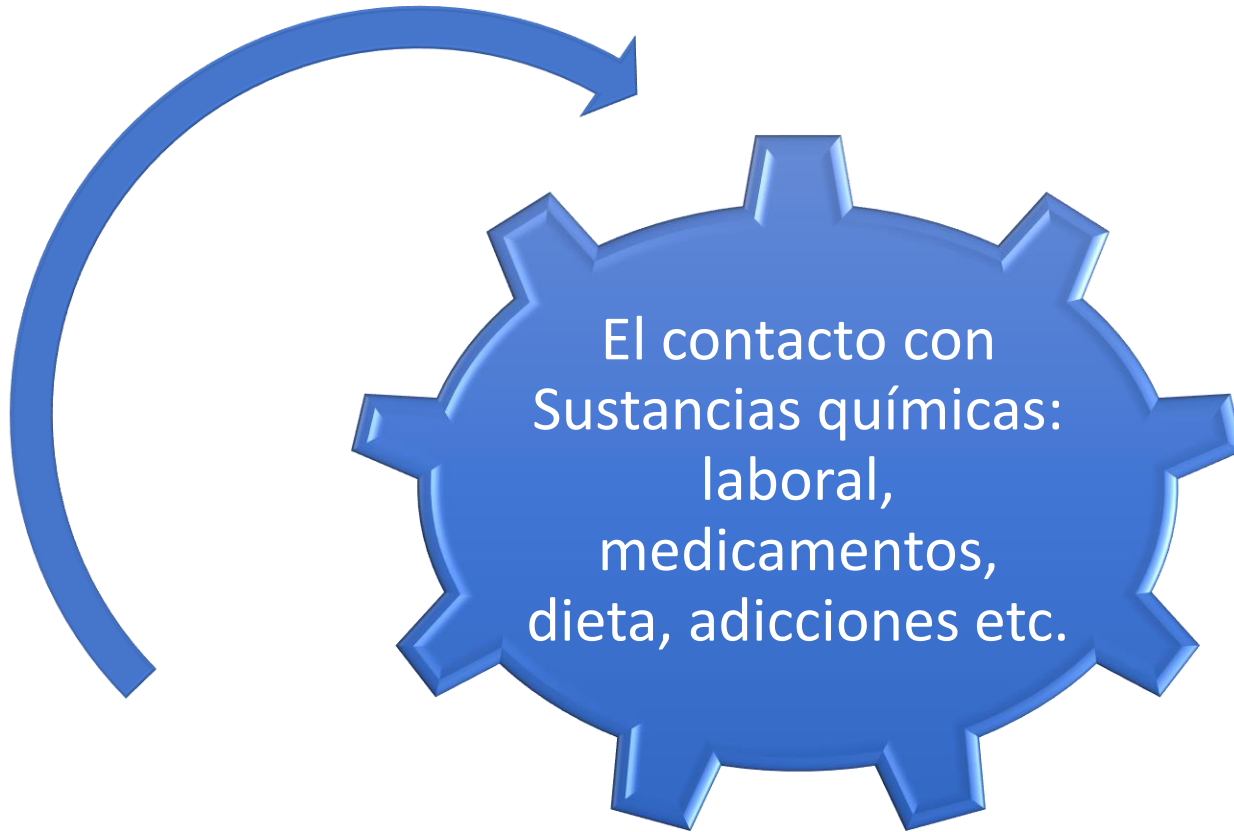 El contacto con
Sustancias químicas:
laboral,
medicamentos,
dieta, adicciones etc.